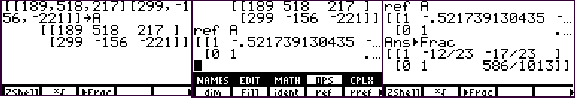 [[189,518,217][299,-1
56,-221]]→A
[[189 518 217 ]
[299 -156 -221]]
ZShell *f ▶Frac
[[189 518 217 ]
[299 -156 -221]]
ref A
[[1 -.521739130435 -…
[0 1 .…
NAMES EDIT MATH OPS CPLX
dim Fill ident ref rref
ref A
[[1 -.521739130435 -…
[0 1 .…
Ans▶Frac
[[1 -12/23 -17/23 ]
[0 1 586/1013]]
ZShell *f ▶Frac